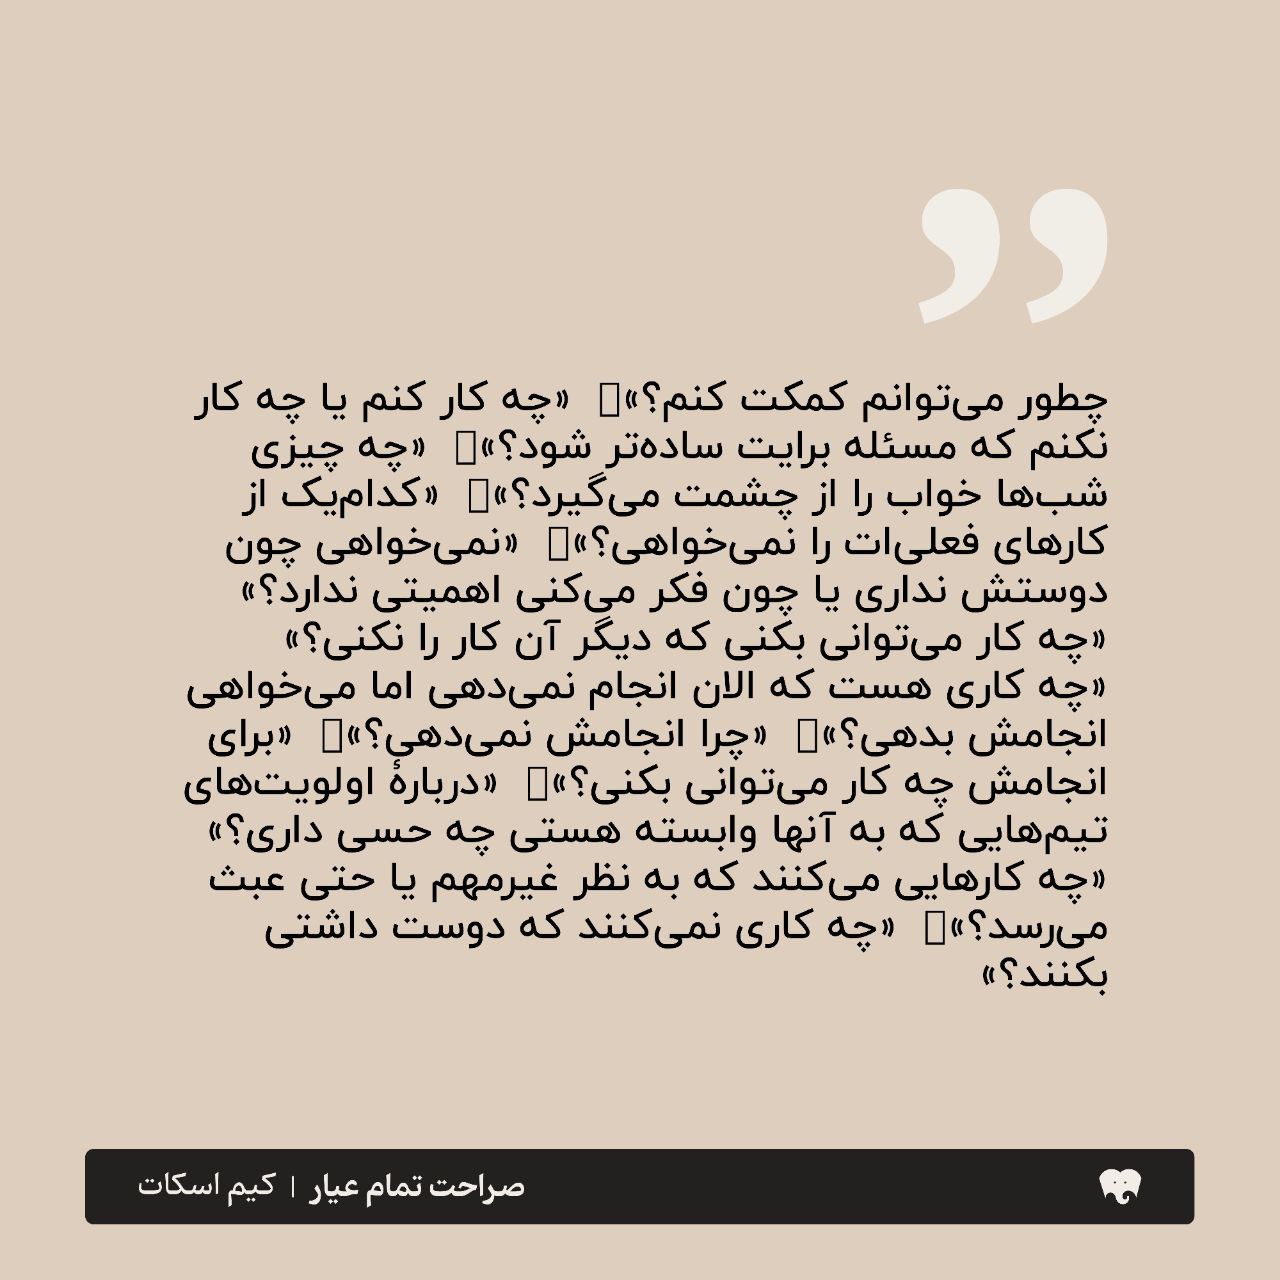 چطور می‌توانم کمکت کنم؟»▯ «چه کار کنم یا چه کار
نکنم که مسئله برایت ساده‌تر شود؟»▯ «چه چیزی
شب‌ها خواب را از چشمت می‌گیرد؟»▯ «کدام‌یک از
کارهای فعلی‌ات را نمی‌خواهی؟»▯ «نمی‌خواهی چون
دوستش نداری یا چون فکر می‌کنی اهمیتی ندارد؟»
«چه کار می‌توانی بکنی که دیگر آن کار را نکنی؟»
«چه کاری هست که الان انجام نمی‌دهی اما می‌خواهی
انجامش بدهی؟»▯ «چرا انجامش نمی‌دهی؟»▯ «برای
انجامش چه کار می‌توانی بکنی؟»▯ «دربارهٔ اولویت‌های
تیم‌هایی که به آنها وابسته هستی چه حسی داری؟»
«چه کارهایی می‌کنند که به نظر غیرمهم یا حتی عبث
می‌رسد؟»▯ «چه کاری نمی‌کنند که دوست داشتی
بکنند؟»
صراحت تمام عیار | کیم اسکات